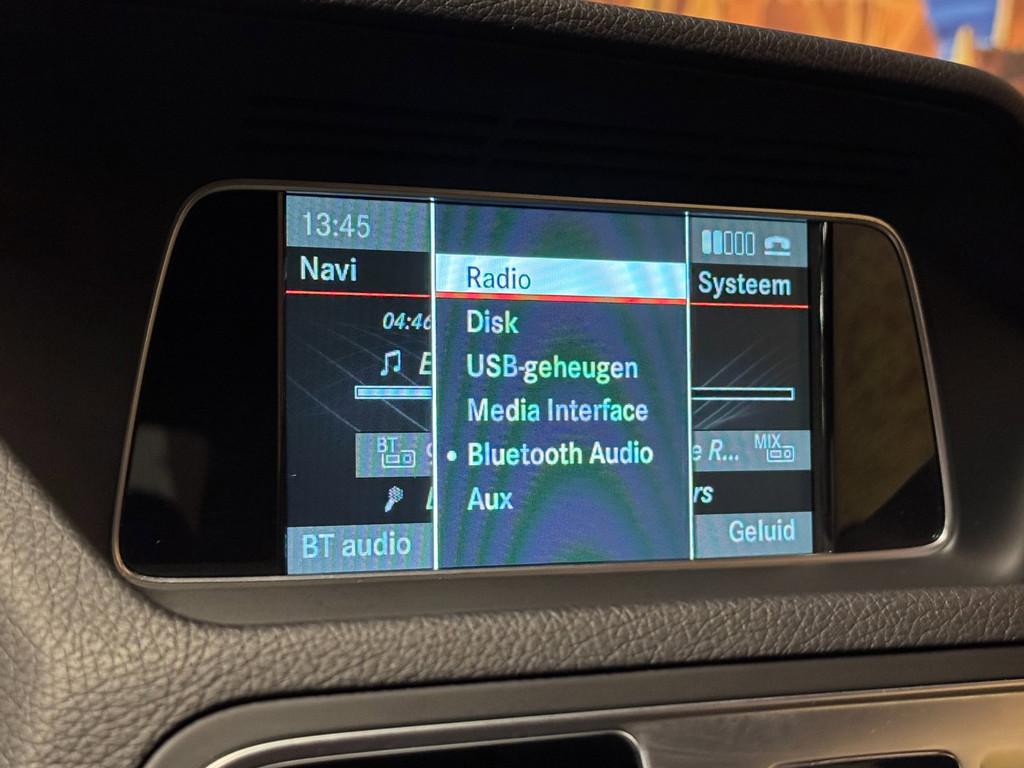 13:45
Navi
Radio
Systeem
04:46
Disk
USB-geheugen
Media Interface
BT
• Bluetooth Audio
e R...
MIX
Aux
rs
BT audio
Geluid